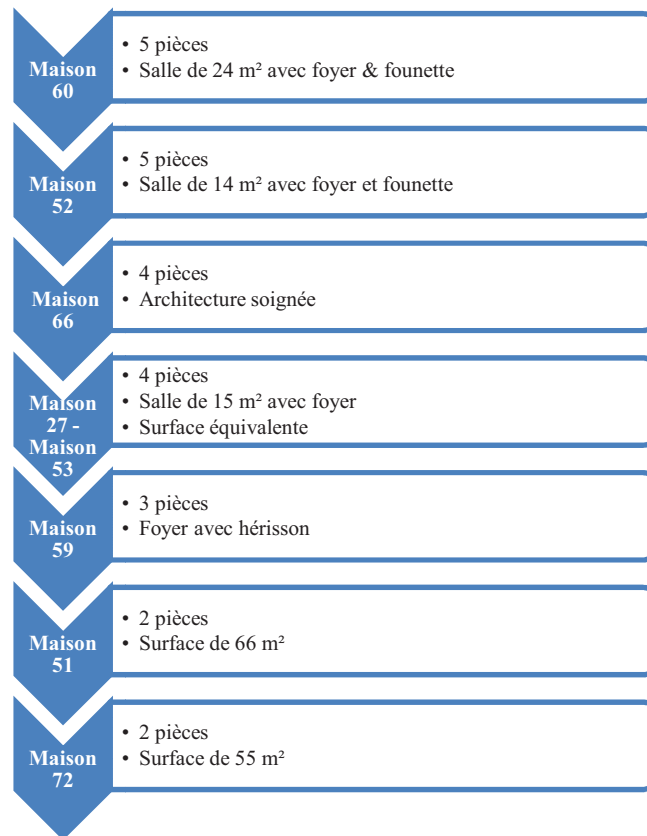 Maison
60
• 5 pièces
• Salle de 24 m² avec foyer & founette
Maison
52
• 5 pièces
• Salle de 14 m² avec foyer et founette
Maison
66
• 4 pièces
• Architecture soignée
Maison
27 -
Maison
53
• 4 pièces
• Salle de 15 m² avec foyer
• Surface équivalente
Maison
59
• 3 pièces
• Foyer avec hérisson
Maison
51
• 2 pièces
• Surface de 66 m²
Maison
72
• 2 pièces
• Surface de 55 m²